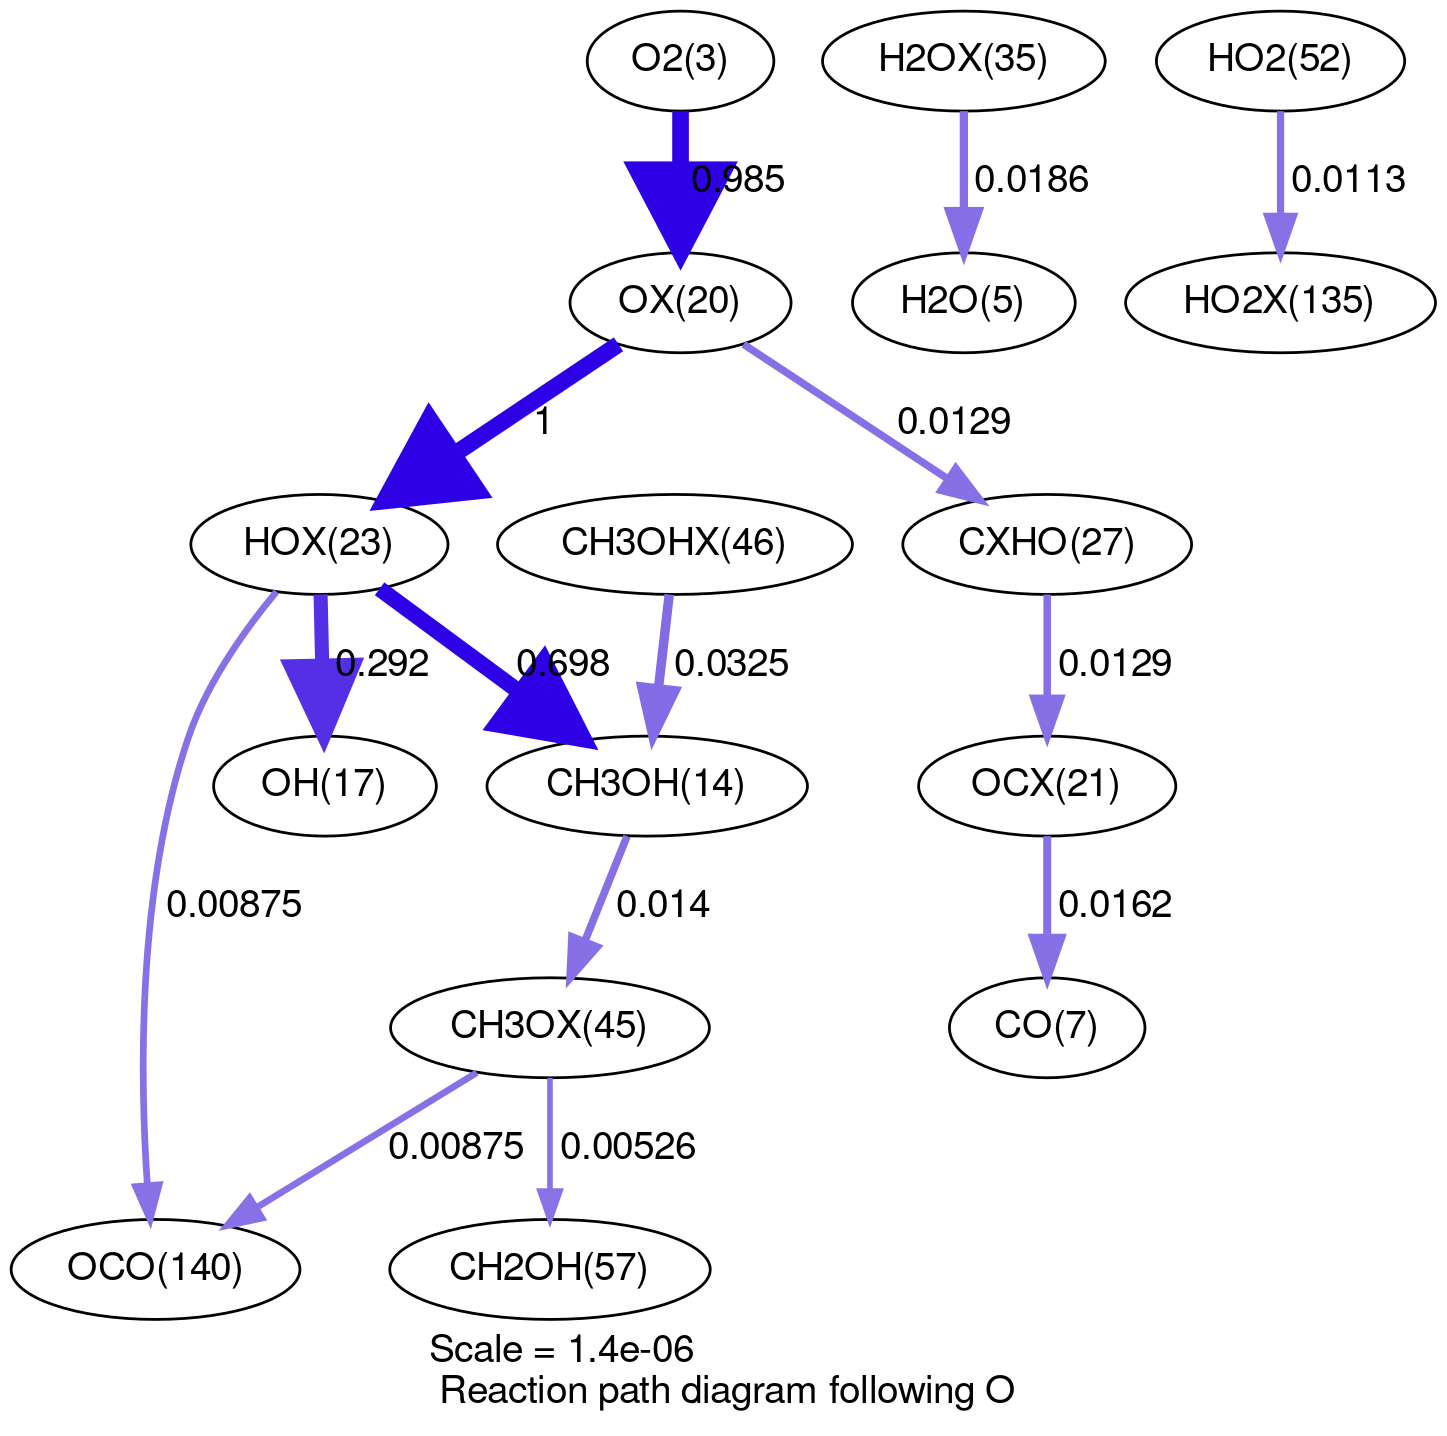 O2(3)
H2OX(35)
HO2(52)
0.985
0.0186
0.0113
OX(20)
H2O(5)
HO2X(135)
1
0.0129
HOX(23)
CH3OHX(46)
CXHO(27)
0.292
0.698
0.0325
0.0129
OH(17)
CH3OH(14)
OCX(21)
0.00875
0.014
0.0162
CH3OX(45)
CO(7)
0.00875
0.00526
OCO(140)
CH2OH(57)
Scale = 1.4e-06
Reaction path diagram following O